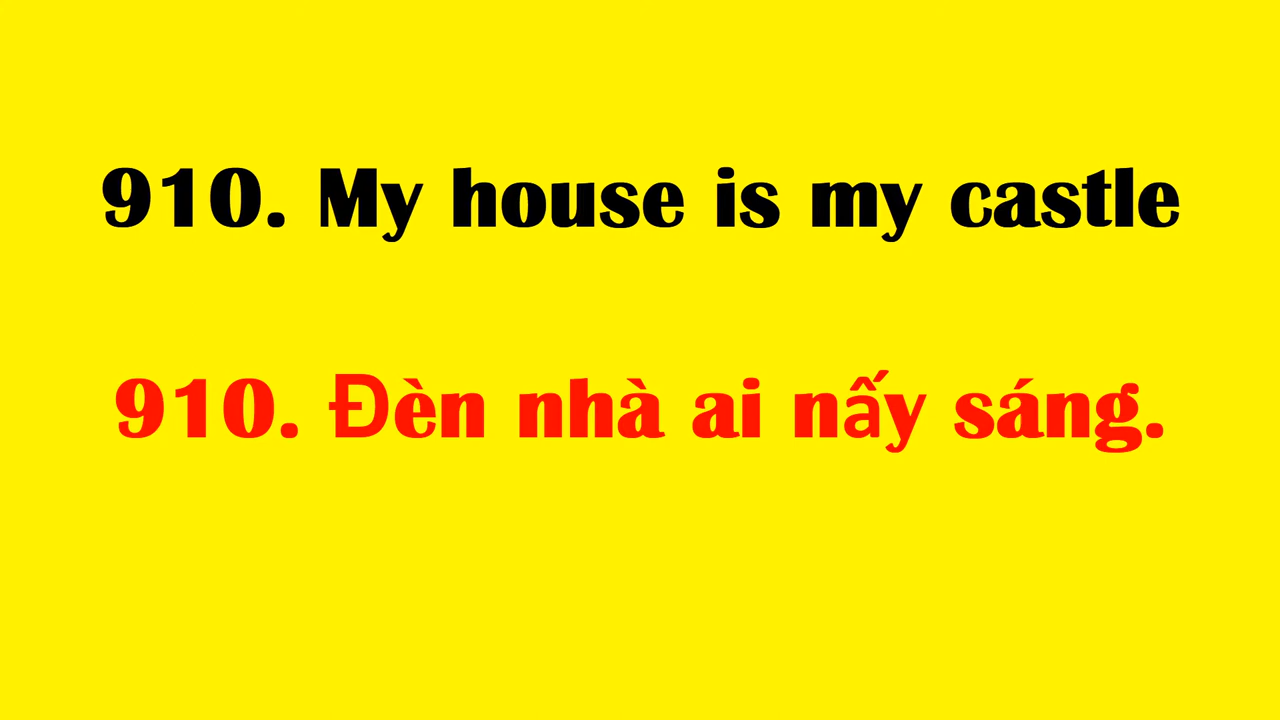 910. My house is my castle
910. Đèn nhà ai nấy sáng.